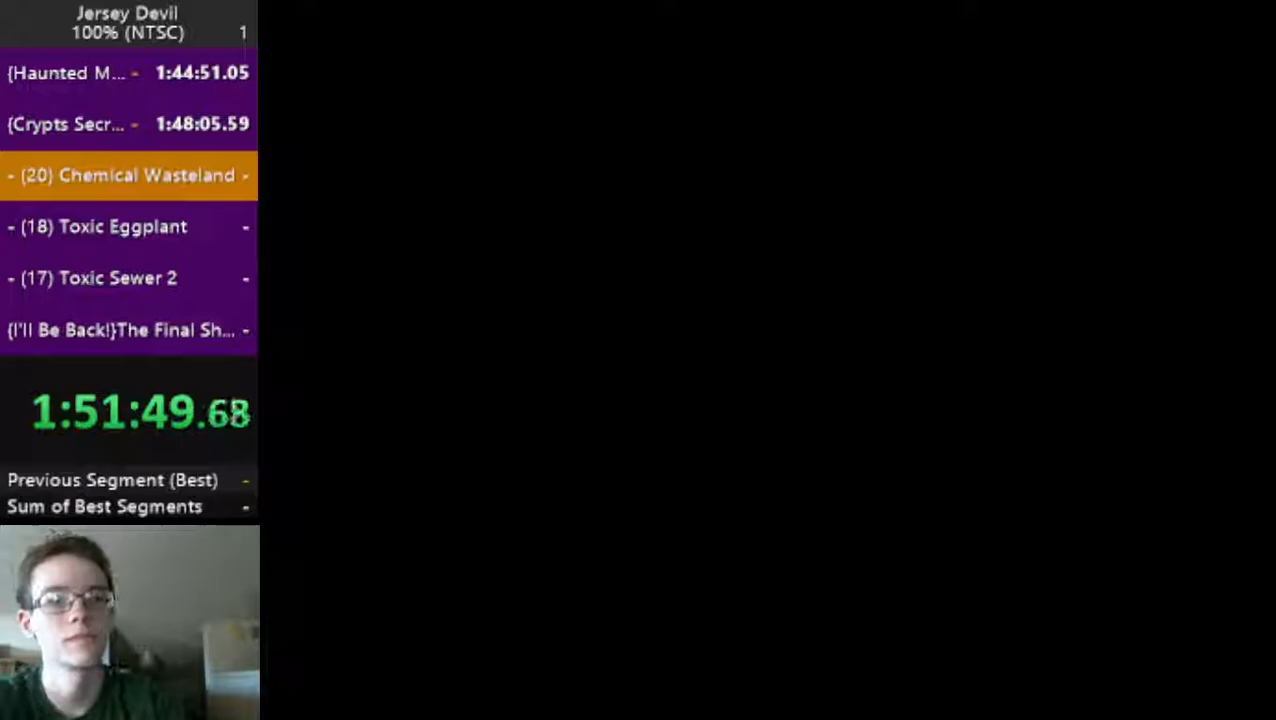 Jersey Devil
100% (NTSC) 1
{Haunted M... - 1:44:51.05
{Crypts Secr... - 1:48:05.59
- (20) Chemical Wasteland -
- (18) Toxic Eggplant -
- (17) Toxic Sewer 2 -
{I'll Be Back!}The Final Sh... -
1:51:49.68
Previous Segment (Best) -
Sum of Best Segments -